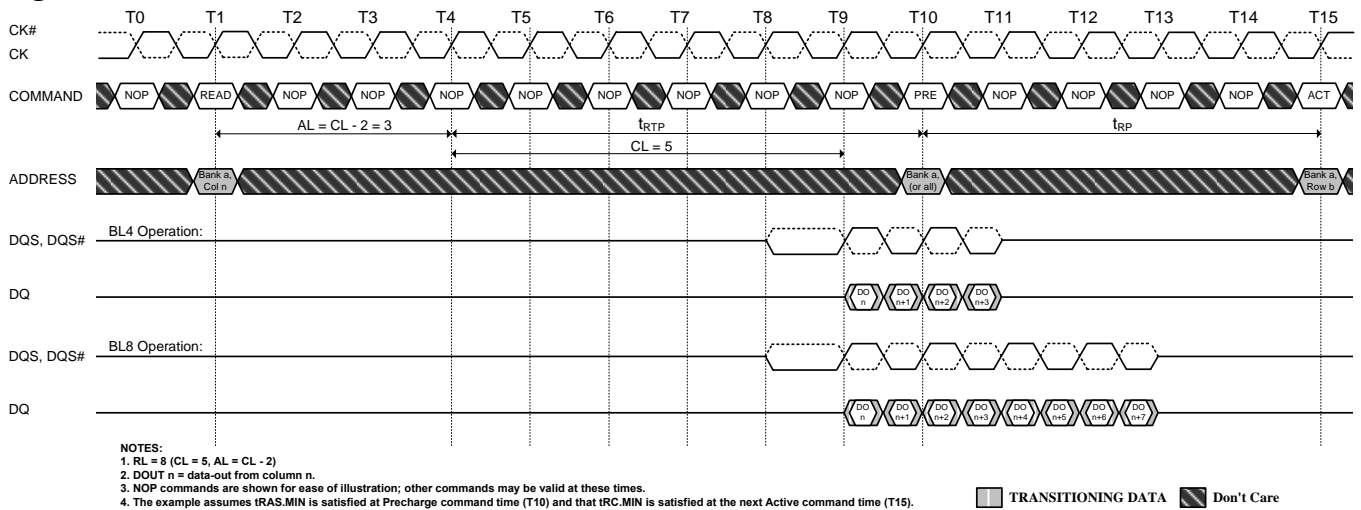 T0 T1 T2 T3 T4 T5 T6 T7 T8 T9 T10 T11 T12 T13 T14 T15
CK#
CK
COMMAND NOP READ NOP NOP NOP NOP NOP NOP NOP NOP PRE NOP NOP NOP NOP ACT
AL = CL - 2 = 3 tRTP tRP
CL = 5
ADDRESS
Bank a,
Col n
Bank a,
(or all)
Bank a,
Row b
BL4 Operation:
DQS, DQS#
DQ
DO
n
DO
n+1
DO
n+2
DO
n+3
BL8 Operation:
DQS, DQS#
DQ
DO
n
DO
n+1
DO
n+2
DO
n+3
DO
n+4
DO
n+5
DO
n+6
DO
n+7
NOTES:
1. RL = 8 (CL = 5, AL = CL - 2)
2. DOUT n = data-out from column n.
3. NOP commands are shown for ease of illustration; other commands may be valid at these times.
4. The example assumes tRAS.MIN is satisfied at Precharge command time (T10) and that tRC.MIN is satisfied at the next Active command time (T15).
TRANSITIONING DATA Don't Care